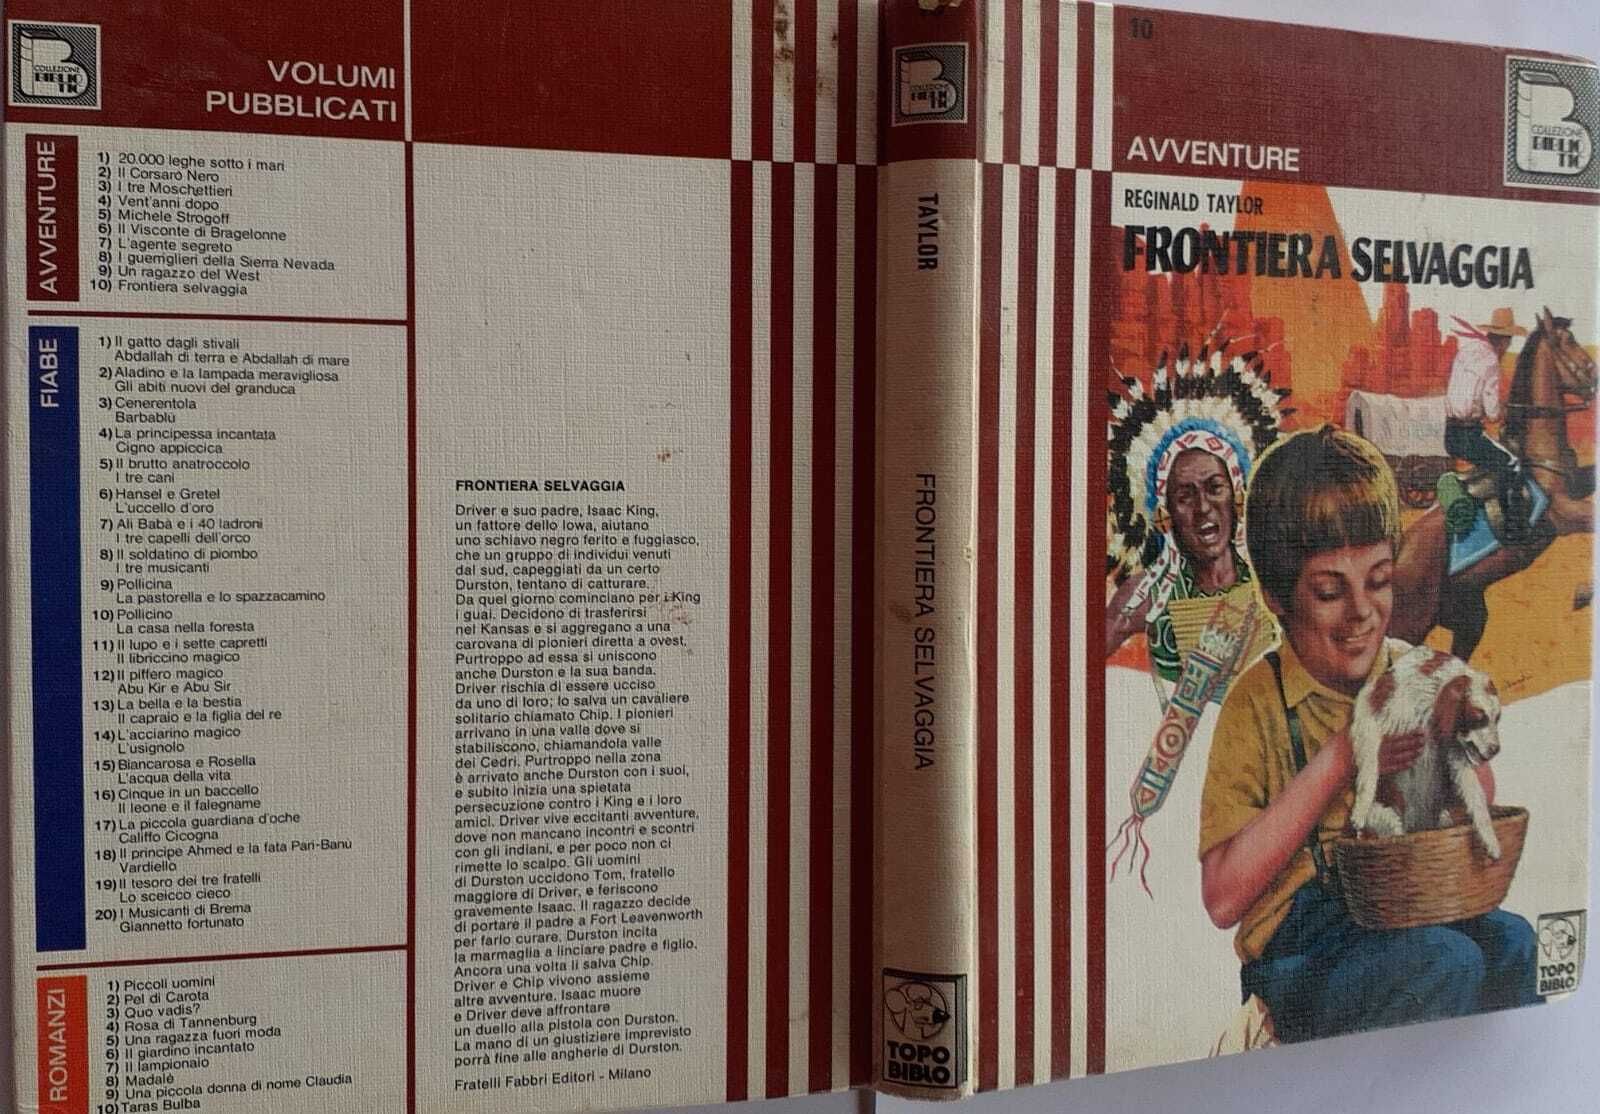 COLLEZIONE
BIBLIO
TIC
VOLUMI
PUBBLICATI
AVVENTURE
1) 20.000 leghe sotto i mari
2) Il Corsaro Nero
3) I tre Moschettieri
4) Vent'anni dopo
5) Michele Strogoff
6) Il Visconte di Bragelonne
7) L'agente segreto
8) I guerriglieri della Sierra Nevada
9) Un ragazzo del West
10) Frontiera selvaggia
FIABE
1) Il gatto dagli stivali
Abdallah di terra e Abdallah di mare
2) Aladino e la lampada meravigliosa
Gli abiti nuovi del granduca
3) Cenerentola
Barbablù
4) La principessa incantata
Cigno appiccica
5) Il brutto anatroccolo
I tre cani
6) Hansel e Gretel
L'uccello d'oro
7) Ali Babà e i 40 ladroni
I tre capelli dell'orco
8) Il soldatino di piombo
I tre musicanti
9) Pollicina
La pastorella e lo spazzacamino
10) Pollicino
La casa nella foresta
11) Il lupo e i sette capretti
Il libriccino magico
12) Il piffero magico
Abu Kir e Abu Sir
13) La bella e la bestia
Il capraio e la figlia del re
14) L'acciarino magico
L'usignolo
15) Biancarosa e Rosella
L'acqua della vita
16) Cinque in un baccello
Il leone e il falegname
17) La piccola guardiana d'oche
Califfo Cicogna
18) Il principe Ahmed e la fata Pari-Banù
Vardiello
19) Il tesoro dei tre fratelli
Lo sceicco cieco
20) I Musicanti di Brema
Giannetto fortunato
ROMANZI
1) Piccoli uomini
2) Pel di Carota
3) Quo vadis?
4) Rosa di Tannenburg
5) Una ragazza fuori moda
6) Il giardino incantato
7) Il lampionaio
8) Madalè
9) Una piccola donna di nome Claudia
10) Taras Bulba
FRONTIERA SELVAGGIA
Driver e suo padre, Isaac King,
un fattore dello Iowa, aiutano
uno schiavo negro ferito e fuggiasco,
che un gruppo di individui venuti
dal sud, capeggiati da un certo
Durston, tentano di catturare.
Da quel giorno cominciano per i King
i guai. Decidono di trasferirsi
nel Kansas e si aggregano a una
carovana di pionieri diretta a ovest.
Purtroppo ad essa si uniscono
anche Durston e la sua banda.
Driver rischia di essere ucciso
da uno di loro; lo salva un cavaliere
solitario chiamato Chip. I pionieri
arrivano in una valle dove si
stabiliscono, chiamandola valle
dei Cedri. Purtroppo nella zona
è arrivato anche Durston con i suoi,
e subito inizia una spietata
persecuzione contro i King e i loro
amici. Driver vive eccitanti avventure,
dove non mancano incontri e scontri
con gli indiani, e per poco non ci
rimette lo scalpo. Gli uomini
di Durston uccidono Tom, fratello
maggiore di Driver, e feriscono
gravemente Isaac. Il ragazzo decide
di portare il padre a Fort Leavenworth
per farlo curare. Durston incita
la marmaglia a linciare padre e figlio.
Ancora una volta li salva Chip.
Driver e Chip vivono assieme
altre avventure. Isaac muore
e Driver deve affrontare
un duello alla pistola con Durston.
La mano di un giustiziere imprevisto
porrà fine alle angherie di Durston.
Fratelli Fabbri Editori - Milano
COLLEZIONE
BIBLIO
TIC
TAYLOR
FRONTIERA SELVAGGIA
TOPO
BIBLO
10
COLLEZIONE
BIBLIO
TIC
AVVENTURE
REGINALD TAYLOR
FRONTIERA SELVAGGIA
TOPO
BIBLO